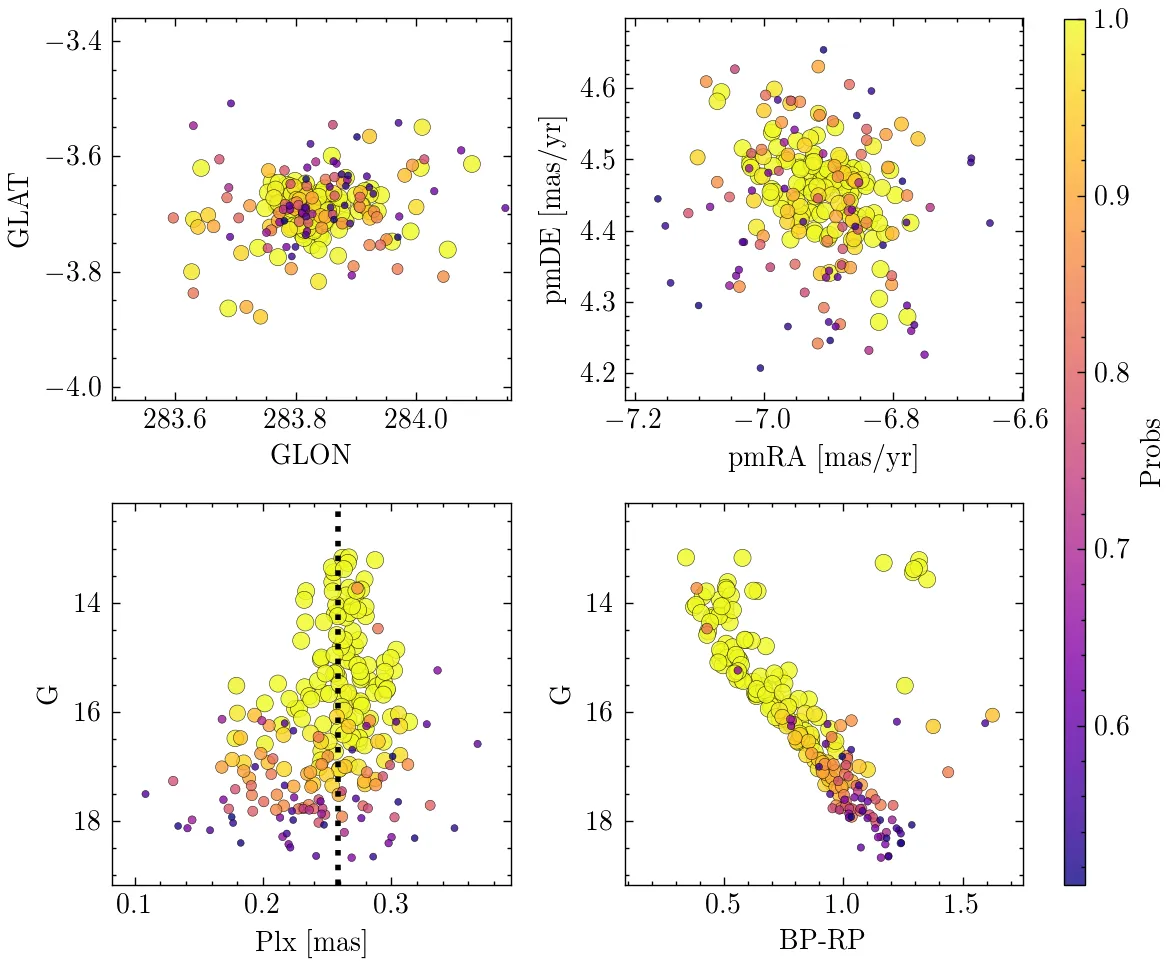 −3.4
−3.6
−3.8
−4.0
GLAT
283.6 283.8 284.0
GLON
4.6
4.5
4.4
4.3
4.2
pmDE [mas/yr]
−7.2 −7.0 −6.8 −6.6
pmRA [mas/yr]
14
16
18
G
0.1 0.2 0.3
Plx [mas]
14
16
18
G
0.5 1.0 1.5
BP-RP
1.0
0.9
0.8
0.7
0.6
Probs